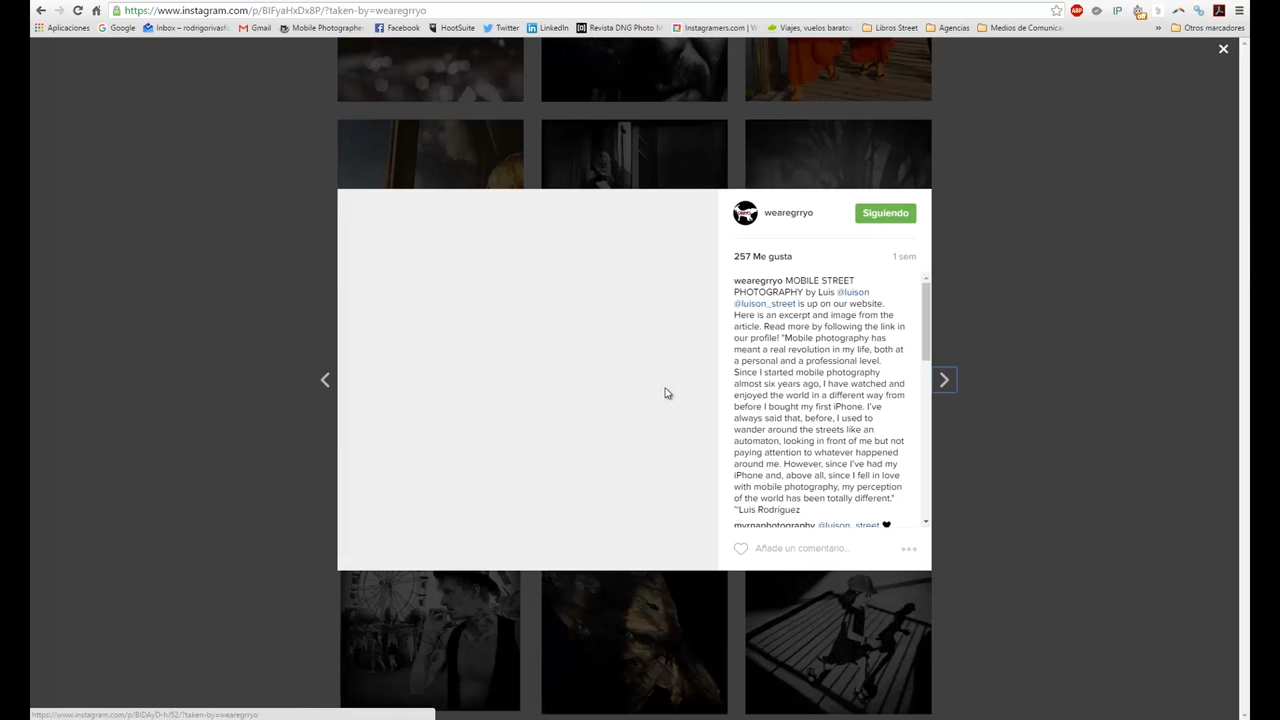 https://www.instagram.com/p/BIFyaHxDx8P/?taken-by=wearegrryo
Aplicaciones Google Inbox – rodrigorivasf Gmail Mobile Photographe Facebook HootSuite Twitter LinkedIn Revista DNG Photo M Instagramers.com | W Viajes, vuelos baratos Libros Street Agencias Medios de Comunica » Otros marcadores
wearegrryo Siguiendo
257 Me gusta 1 sem
wearegrryo MOBILE STREET
PHOTOGRAPHY by Luis @luison
@luison_street is up on our website.
Here is an excerpt and image from the
article. Read more by following the link in
our profile! "Mobile photography has
meant a real revolution in my life, both at
a personal and a professional level.
Since I started mobile photography
almost six years ago, I have watched and
enjoyed the world in a different way from
before I bought my first iPhone. I've
always said that, before, I used to
wander around the streets like an
automaton, looking in front of me but not
paying attention to whatever happened
around me. However, since I've had my
iPhone and, above all, since I fell in love
with mobile photography, my perception
of the world has been totally different."
~Luis Rodríguez
myrnaphotography @luison_street
Añade un comentario...